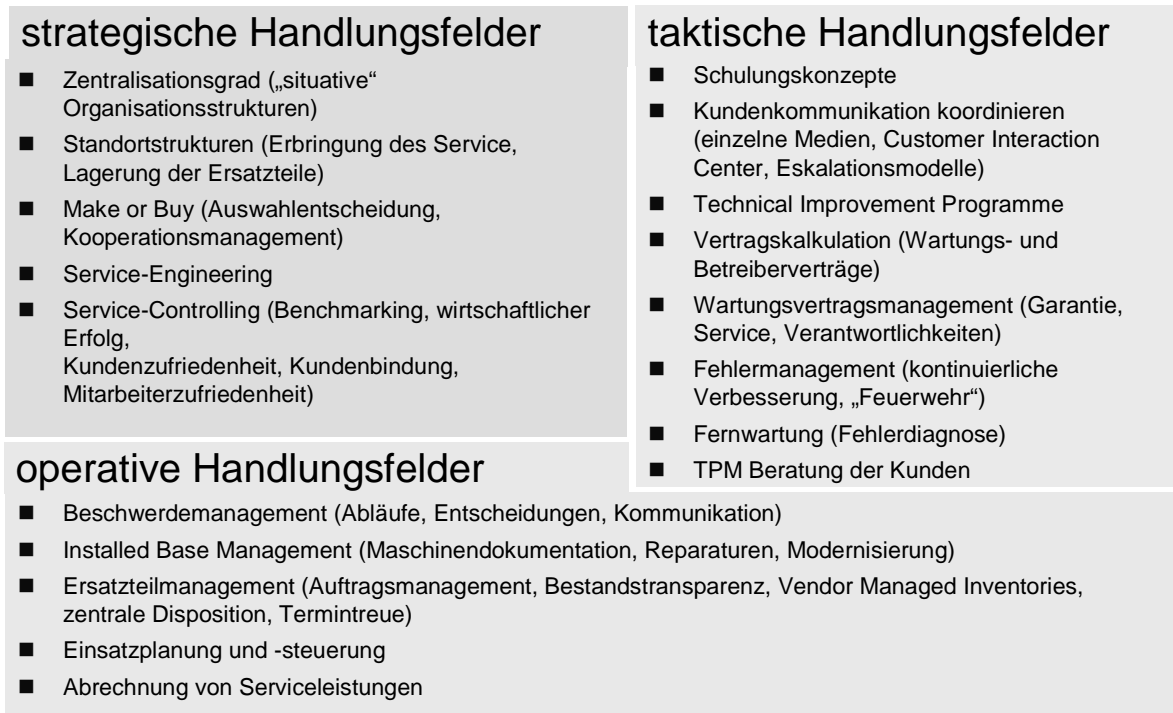 strategische Handlungsfelder
■ Zentralisationsgrad („situative“
Organisationsstrukturen)
■ Standortstrukturen (Erbringung des Service,
Lagerung der Ersatzteile)
■ Make or Buy (Auswahlentscheidung,
Kooperationsmanagement)
■ Service-Engineering
■ Service-Controlling (Benchmarking, wirtschaftlicher
Erfolg,
Kundenzufriedenheit, Kundenbindung,
Mitarbeiterzufriedenheit)
taktische Handlungsfelder
■ Schulungskonzepte
■ Kundenkommunikation koordinieren
(einzelne Medien, Customer Interaction
Center, Eskalationsmodelle)
■ Technical Improvement Programme
■ Vertragskalkulation (Wartungs- und
Betreiberverträge)
■ Wartungsvertragsmanagement (Garantie,
Service, Verantwortlichkeiten)
■ Fehlermanagement (kontinuierliche
Verbesserung, „Feuerwehr“)
■ Fernwartung (Fehlerdiagnose)
■ TPM Beratung der Kunden
operative Handlungsfelder
■ Beschwerdemanagement (Abläufe, Entscheidungen, Kommunikation)
■ Installed Base Management (Maschinendokumentation, Reparaturen, Modernisierung)
■ Ersatzteilmanagement (Auftragsmanagement, Bestandstransparenz, Vendor Managed Inventories,
zentrale Disposition, Termintreue)
■ Einsatzplanung und -steuerung
■ Abrechnung von Serviceleistungen